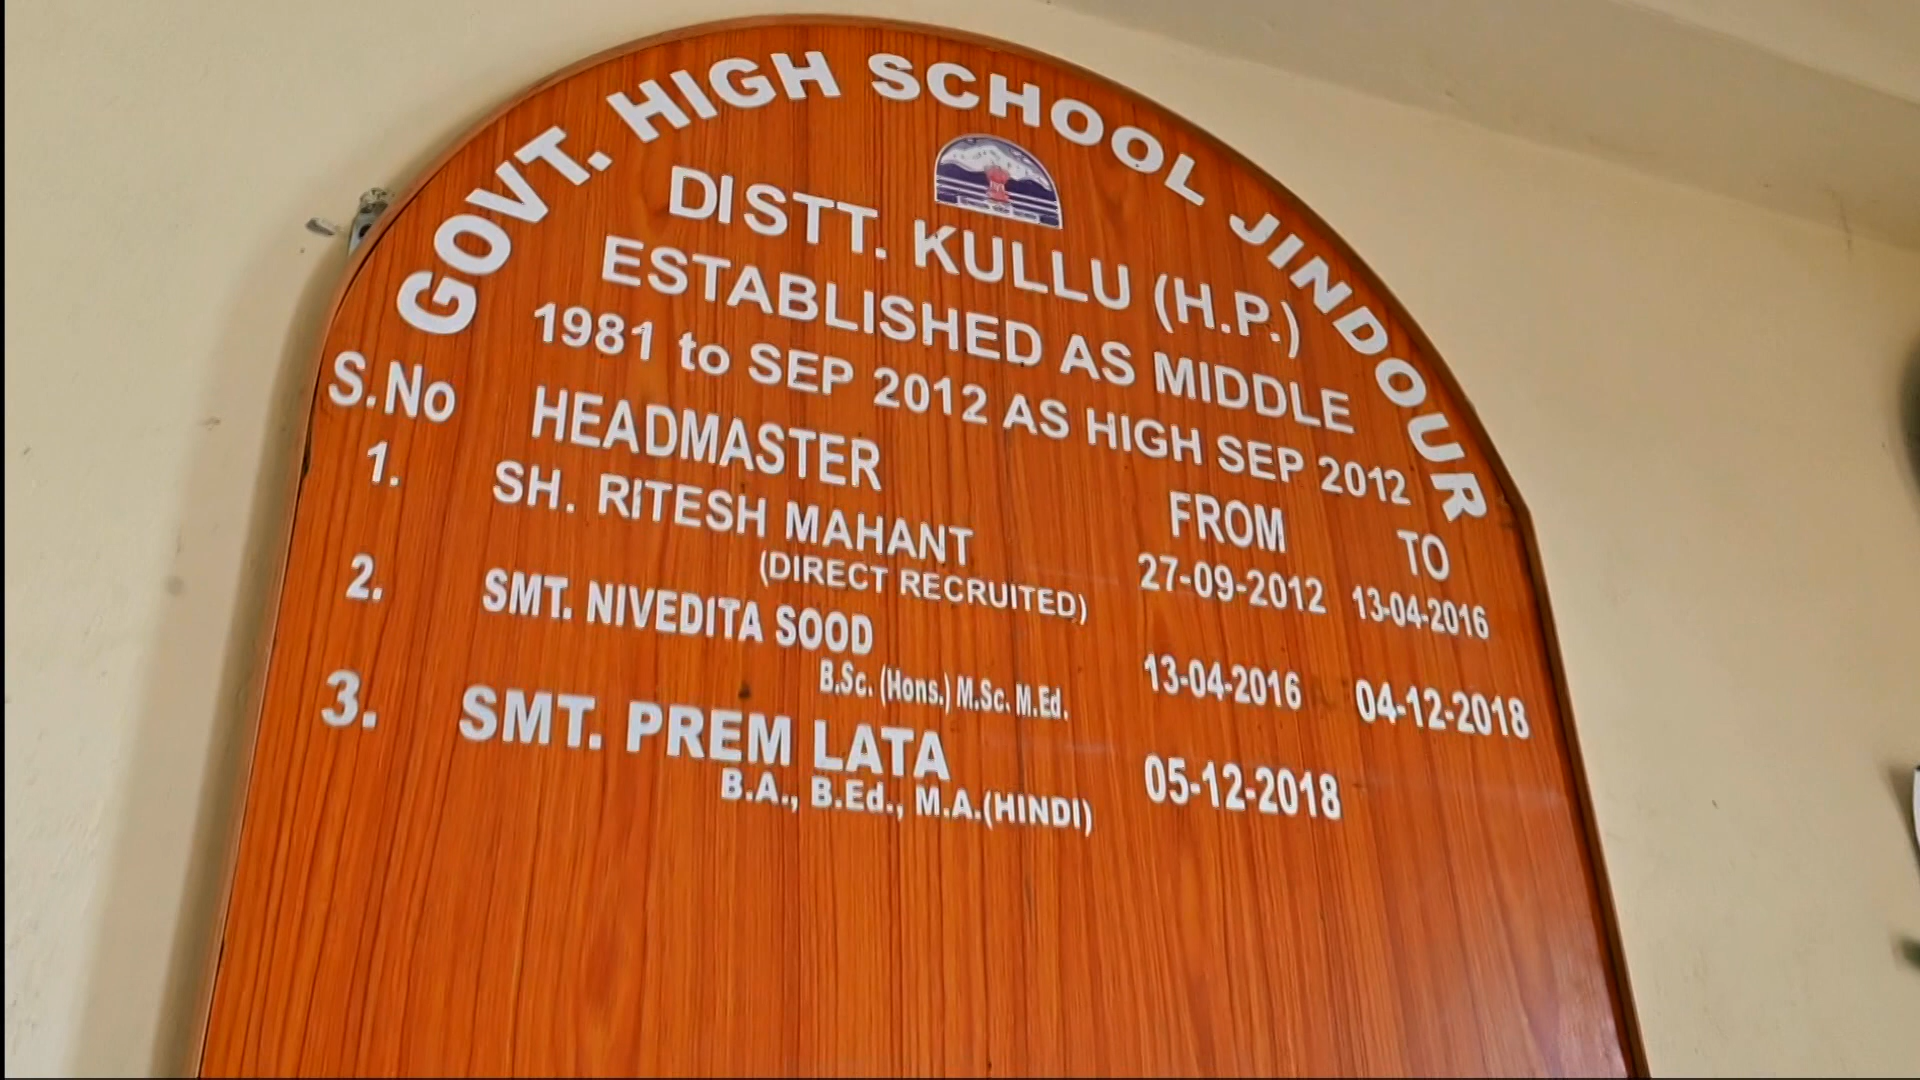 GOVT. HIGH SCHOOL JINDOUR
DISTT. KULLU (H.P.)
ESTABLISHED AS MIDDLE
1981 to SEP 2012 AS HIGH SEP 2012
S.No HEADMASTER FROM TO
1. SH. RITESH MAHANT 27-09-2012 13-04-2016
(DIRECT RECRUITED)
2. SMT. NIVEDITA SOOD 13-04-2016 04-12-2018
B.Sc. (Hons.) M.Sc. M.Ed.
3. SMT. PREM LATA 05-12-2018
B.A., B.Ed., M.A.(HINDI)